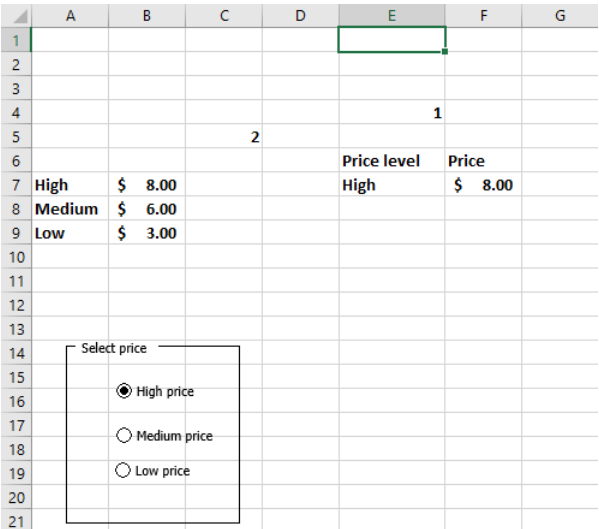 A B C D E F G
1
2
3
4 1
5 2
6 Price level Price
7 High $ 8.00 High $ 8.00
8 Medium $ 6.00
9 Low $ 3.00
10
11
12
13
14 Select price
15
16 High price
17
18 Medium price
19 Low price
20
21